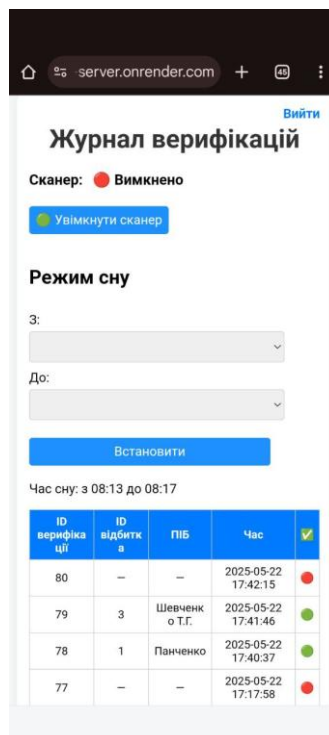 server.onrender.com
45
Вийти
Журнал верифікацій
Сканер: Вимкнено
Увімкнути сканер
Режим сну
З:
До:
Встановити
Час сну: з 08:13 до 08:17
ID верифікації ID відбитка ПІБ Час
80 — — 2025-05-22 17:42:15
79 3 Шевченко Т.Г. 2025-05-22 17:41:46
78 1 Панченко 2025-05-22 17:40:37
77 — — 2025-05-22 17:17:58